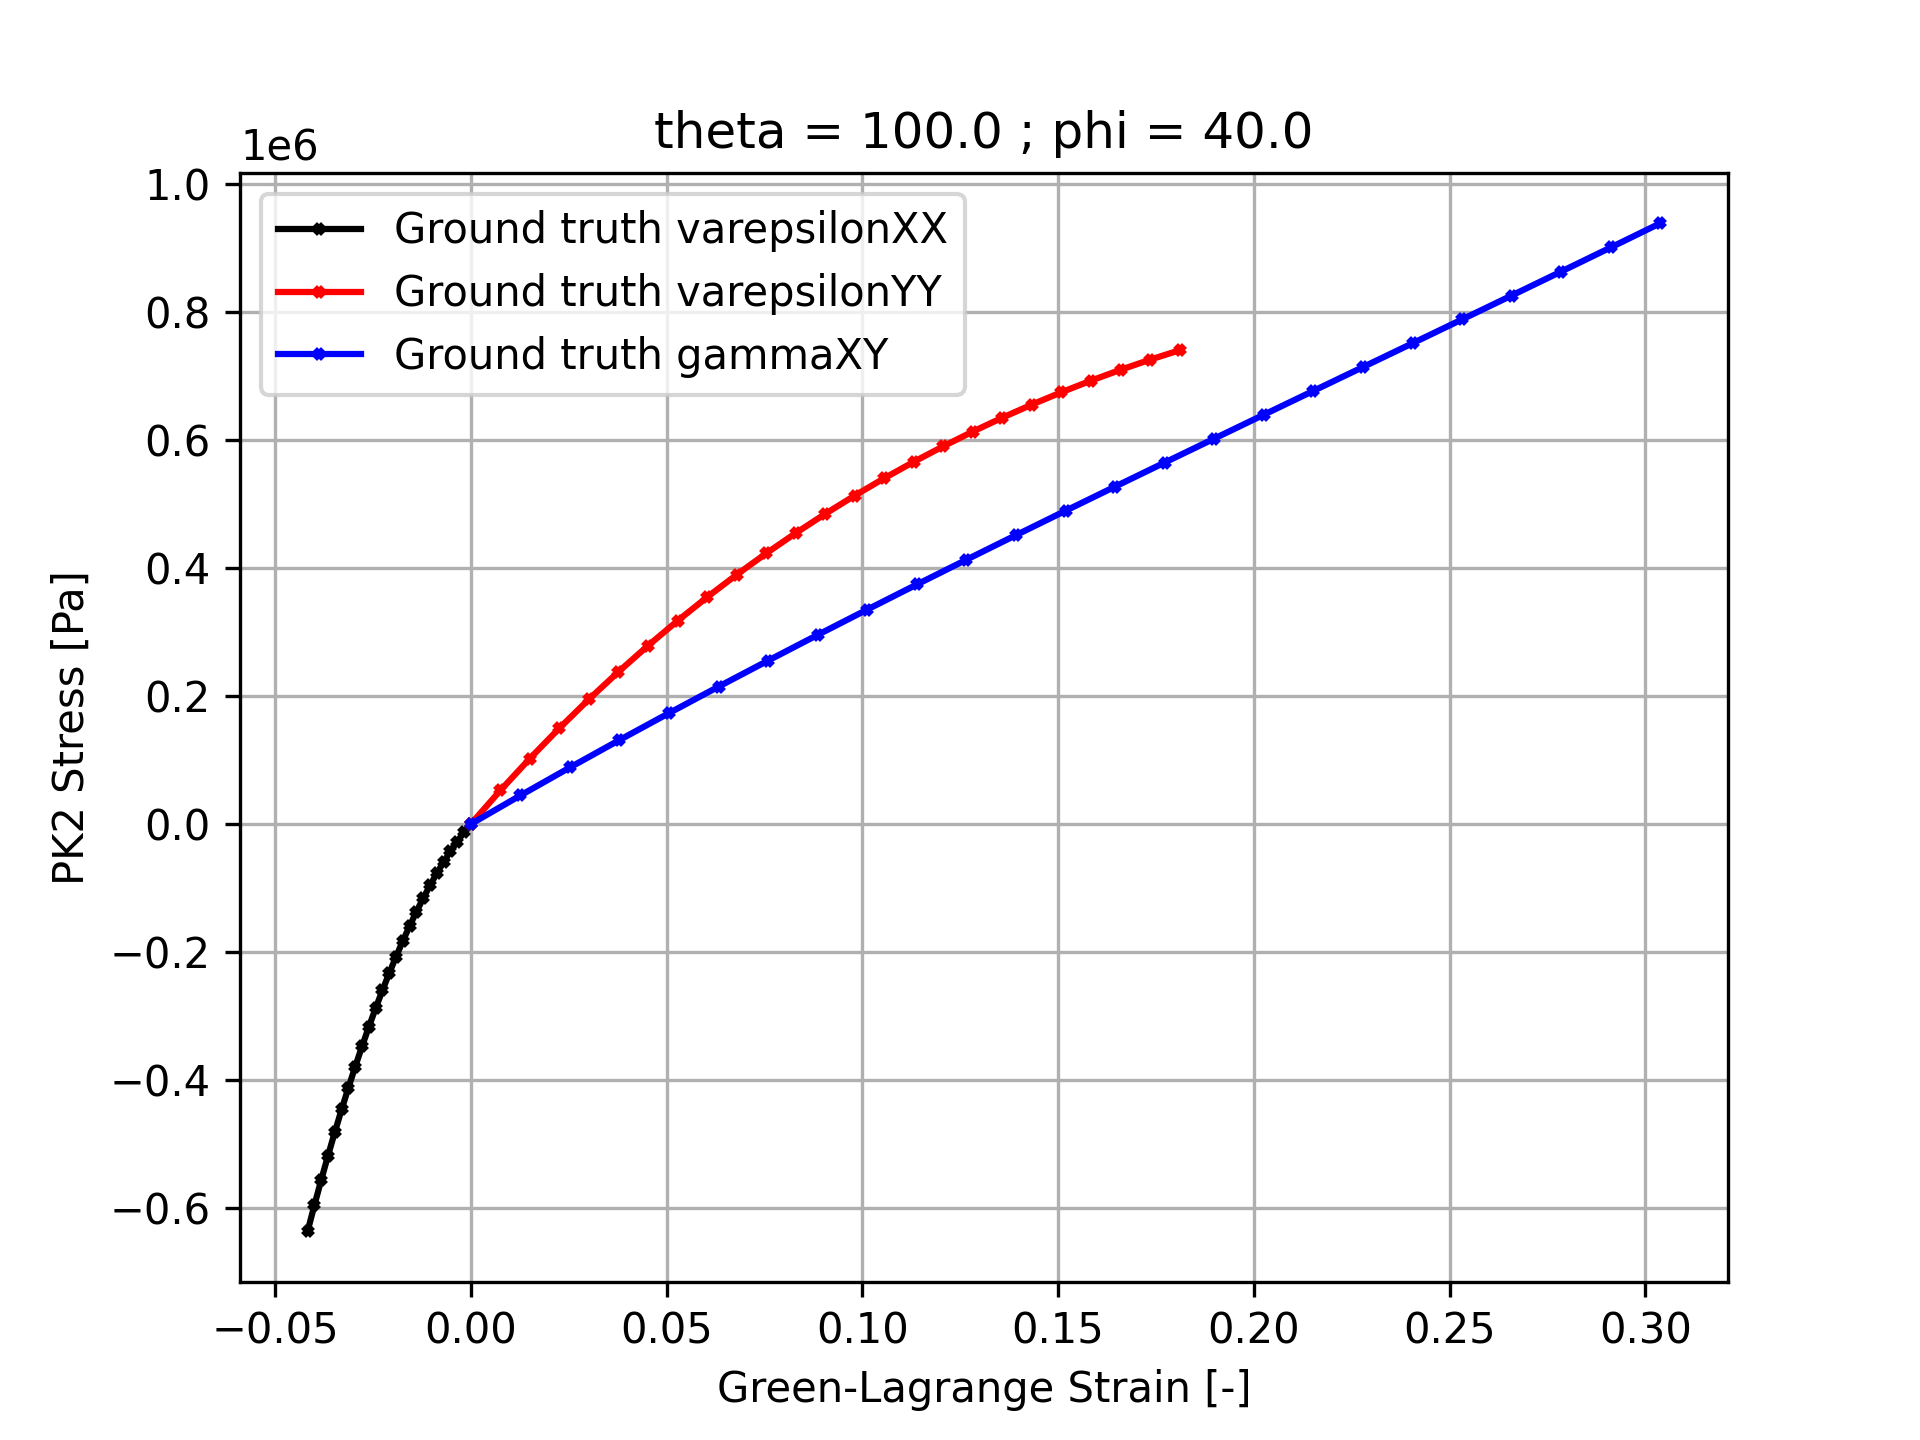 theta = 100.0 ; phi = 40.0
1e6
1.0
0.8
0.6
0.4
0.2
0.0
−0.2
−0.4
−0.6
Ground truth varepsilonXX
Ground truth varepsilonYY
Ground truth gammaXY
PK2 Stress [Pa]
−0.05 0.00 0.05 0.10 0.15 0.20 0.25 0.30
Green-Lagrange Strain [-]